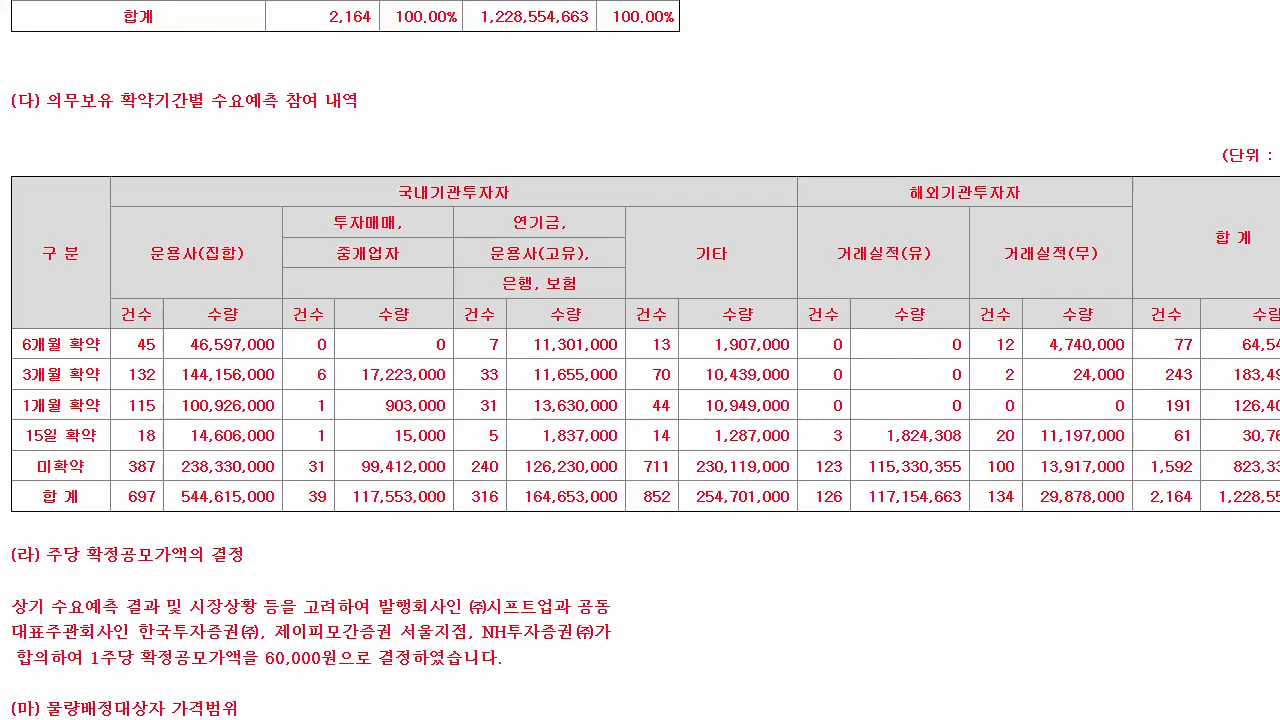 합계 2,164 100.00% 1,228,554,663 100.00%
(다) 의무보유 확약기간별 수요예측 참여 내역
(단위 :
구 분 국내기관투자자 해외기관투자자 합 계
운용사(집합) 투자매매, 중개업자 연기금, 운용사(고유), 은행, 보험 기타 거래실적(유) 거래실적(무)
건수 수량 건수 수량 건수 수량 건수 수량 건수 수량 건수 수량 건수 수량
6개월 확약 45 46,597,000 0 0 7 11,301,000 13 1,907,000 0 0 12 4,740,000 77 64,54
3개월 확약 132 144,156,000 6 17,223,000 33 11,655,000 70 10,439,000 0 0 2 24,000 243 183,49
1개월 확약 115 100,926,000 1 903,000 31 13,630,000 44 10,949,000 0 0 0 0 191 126,40
15일 확약 18 14,606,000 1 15,000 5 1,837,000 14 1,287,000 3 1,824,308 20 11,197,000 61 30,76
미확약 387 238,330,000 31 99,412,000 240 126,230,000 711 230,119,000 123 115,330,355 100 13,917,000 1,592 823,33
합 계 697 544,615,000 39 117,553,000 316 164,653,000 852 254,701,000 126 117,154,663 134 29,878,000 2,164 1,228,55
(라) 주당 확정공모가액의 결정
상기 수요예측 결과 및 시장상황 등을 고려하여 발행회사인 ㈜시프트업과 공동
대표주관회사인 한국투자증권㈜, 제이피모간증권 서울지점, NH투자증권㈜가
합의하여 1주당 확정공모가액을 60,000원으로 결정하였습니다.
(마) 물량배정대상자 가격범위